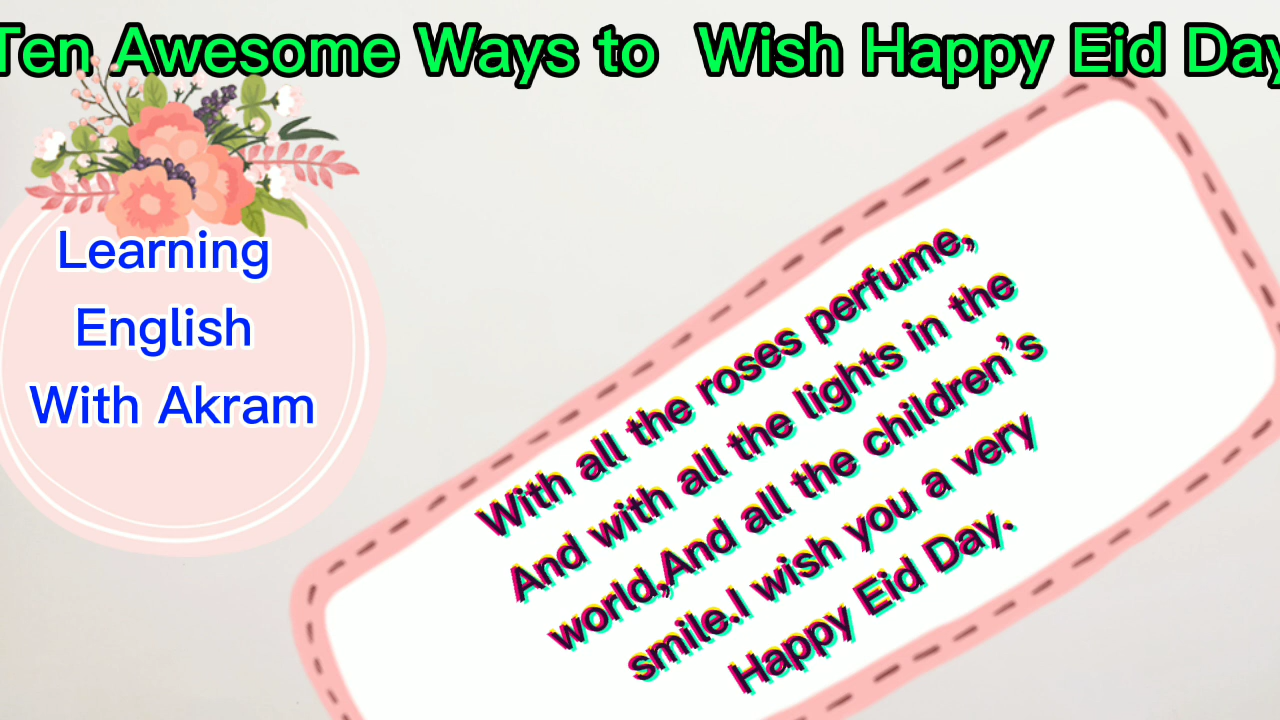 Ten Awesome Ways to Wish Happy Eid Day
Learning
English
With Akram
With all the roses perfume,
And with all the lights in the
world,And all the children's
smile.I wish you a very
Happy Eid Day.